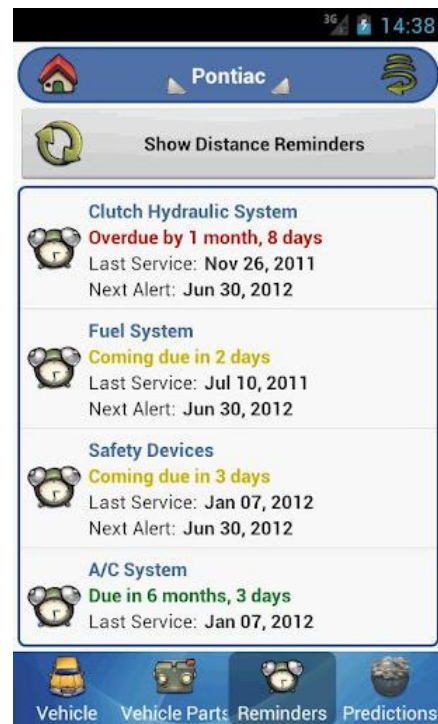 3G 14:38
Pontiac
Show Distance Reminders
Clutch Hydraulic System
Overdue by 1 month, 8 days
Last Service: Nov 26, 2011
Next Alert: Jun 30, 2012
Fuel System
Coming due in 2 days
Last Service: Jul 10, 2011
Next Alert: Jun 30, 2012
Safety Devices
Coming due in 3 days
Last Service: Jan 07, 2012
Next Alert: Jun 30, 2012
A/C System
Due in 6 months, 3 days
Last Service: Jan 07, 2012
Vehicle Vehicle Parts Reminders Predictions